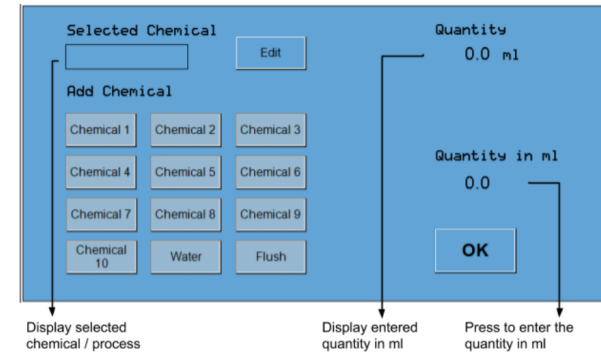 Selected Chemical
Edit
Quantity
0.0 ml
Add Chemical
Chemical 1
Chemical 2
Chemical 3
Chemical 4
Chemical 5
Chemical 6
Chemical 7
Chemical 8
Chemical 9
Chemical
10
Water
Flush
Quantity in ml
0.0
OK
Display selected
chemical / process
Display entered
quantity in ml
Press to enter the
quantity in ml